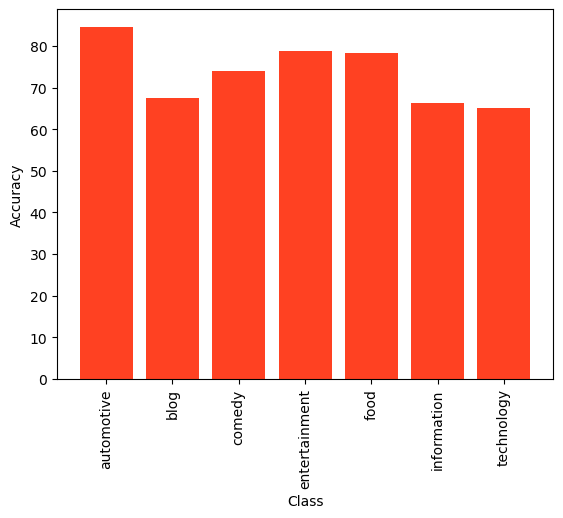 Accuracy
80
70
60
50
40
30
20
10
0
automotive
blog
comedy
entertainment
food
information
technology
Class